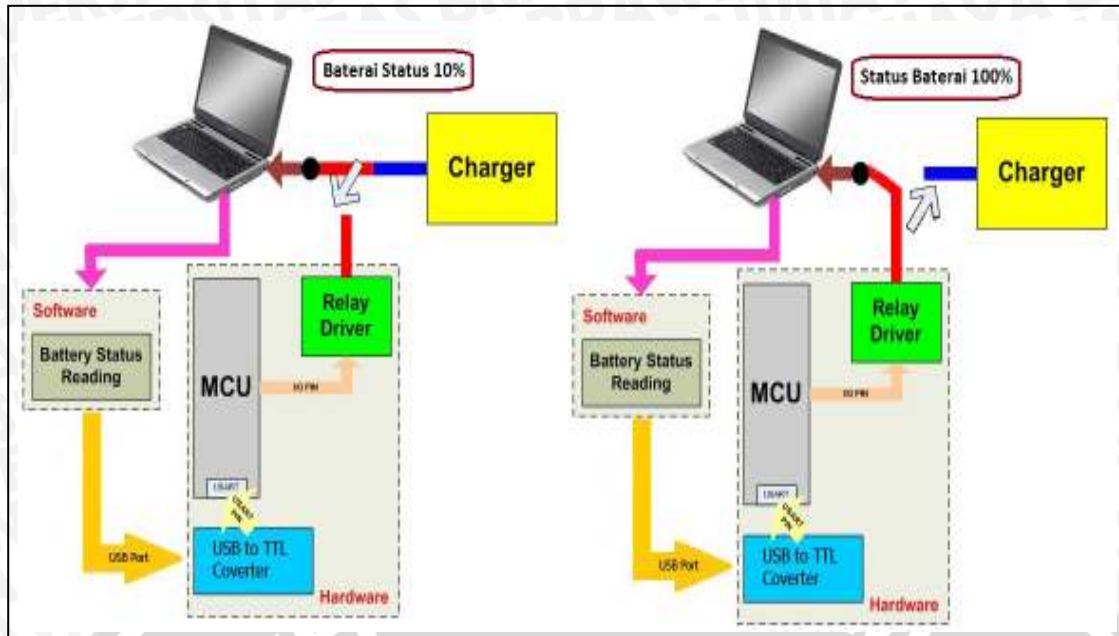 Baterai Status 10%
Charger
Software
Battery Status
Reading
MCU
Relay
Driver
I/O PIN
USART
USART
PIN
USB Port
USB to TTL
Coverter
Hardware
Status Baterai 100%
Charger
Software
Battery Status
Reading
MCU
Relay
Driver
I/O PIN
USART
USART
PIN
USB Port
USB to TTL
Coverter
Hardware